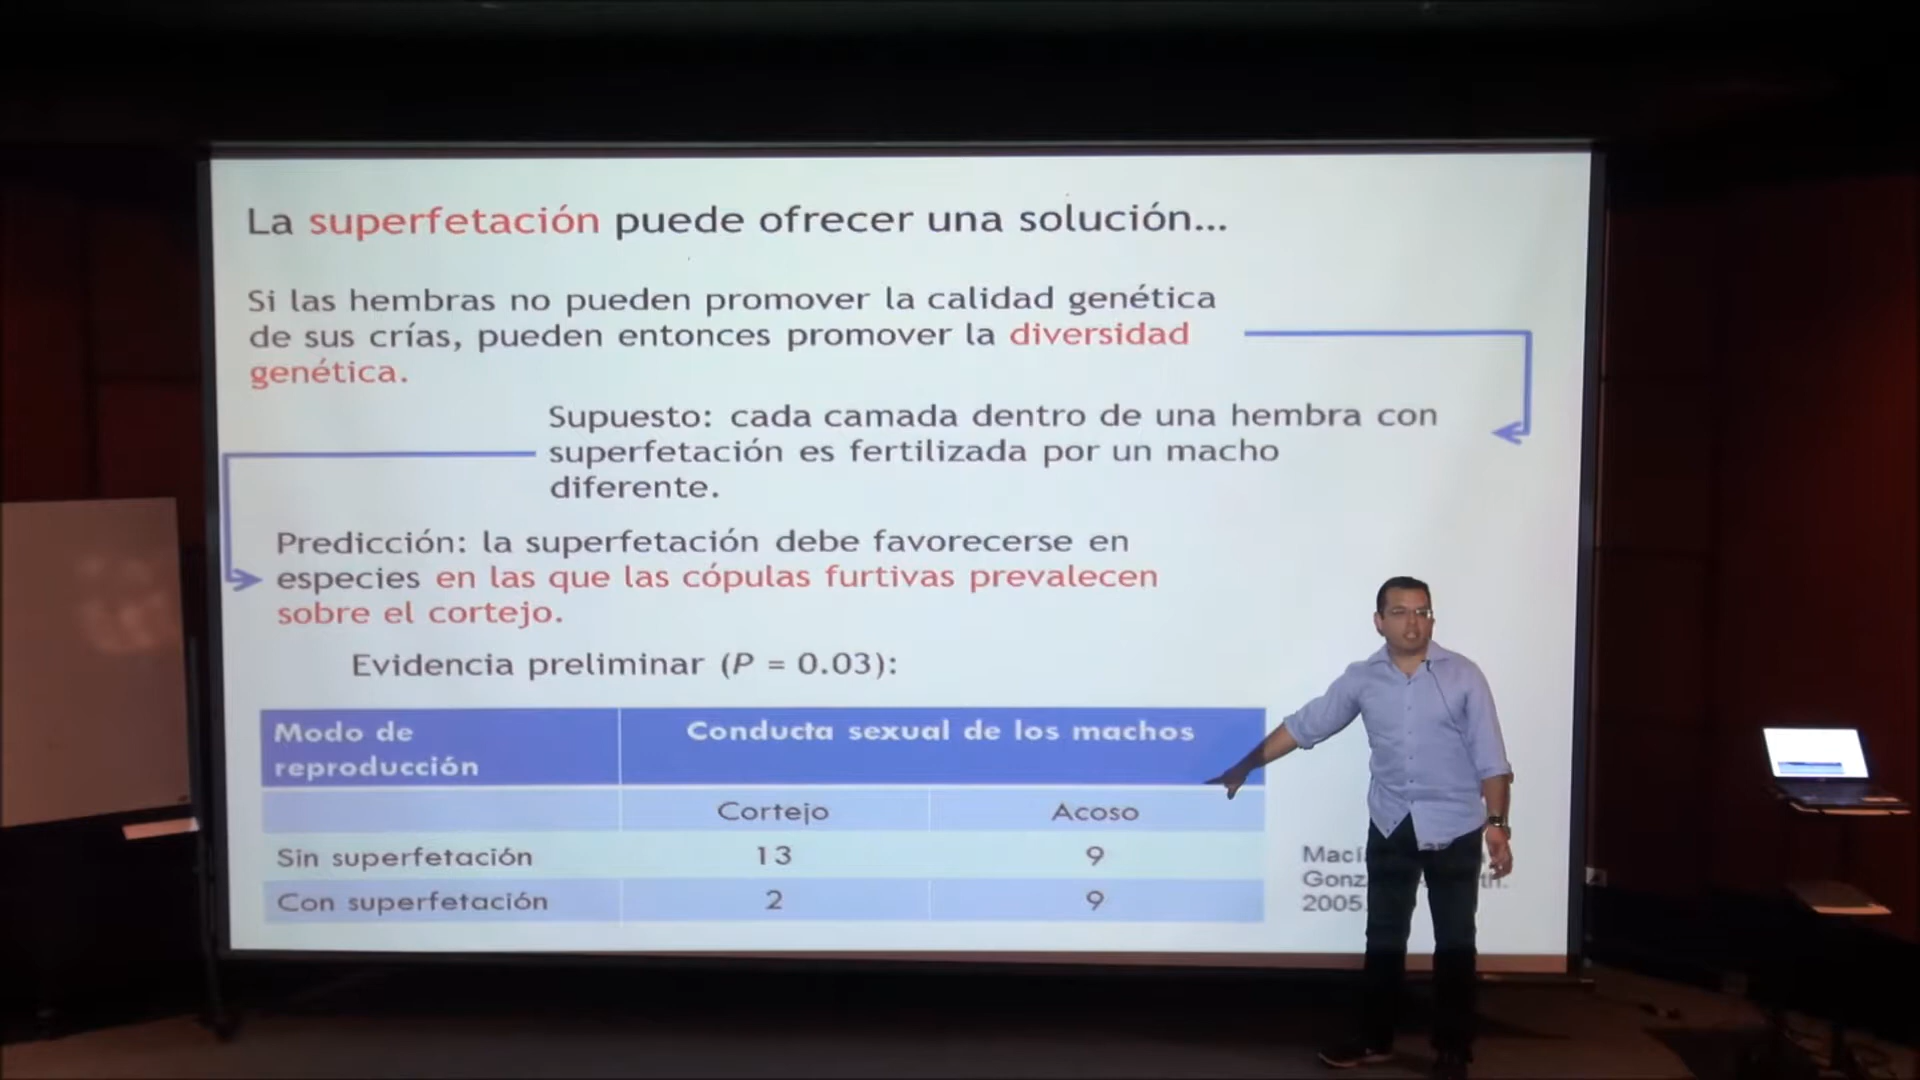 La superfetación puede ofrecer una solución...
Si las hembras no pueden promover la calidad genética
de sus crías, pueden entonces promover la diversidad
genética.
Supuesto: cada camada dentro de una hembra con
superfetación es fertilizada por un macho
diferente.
Predicción: la superfetación debe favorecerse en
especies en las que las cópulas furtivas prevalecen
sobre el cortejo.
Evidencia preliminar (P = 0.03):
Modo de
reproducción
Conducta sexual de los machos
Cortejo Acoso
Sin superfetación 13 9
Con superfetación 2 9
2005